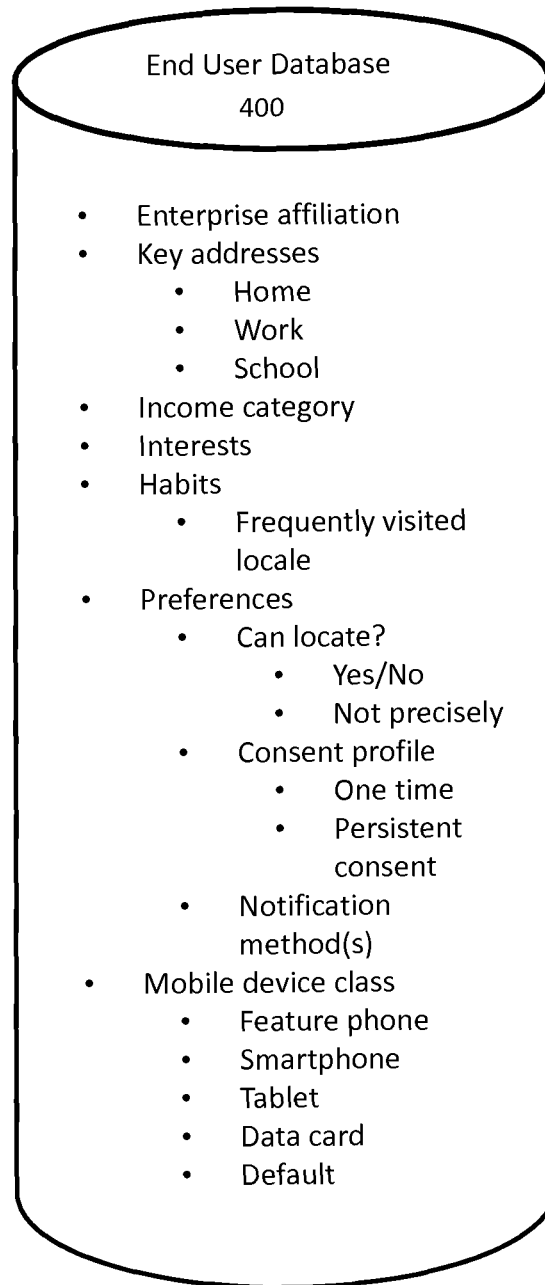 End User Database
400
• Enterprise affiliation
• Key addresses
• Home
• Work
• School
• Income category
• Interests
• Habits
• Frequently visited
locale
• Preferences
• Can locate?
• Yes/No
• Not precisely
• Consent profile
• One time
• Persistent
consent
• Notification
method(s)
• Mobile device class
• Feature phone
• Smartphone
• Tablet
• Data card
• Default